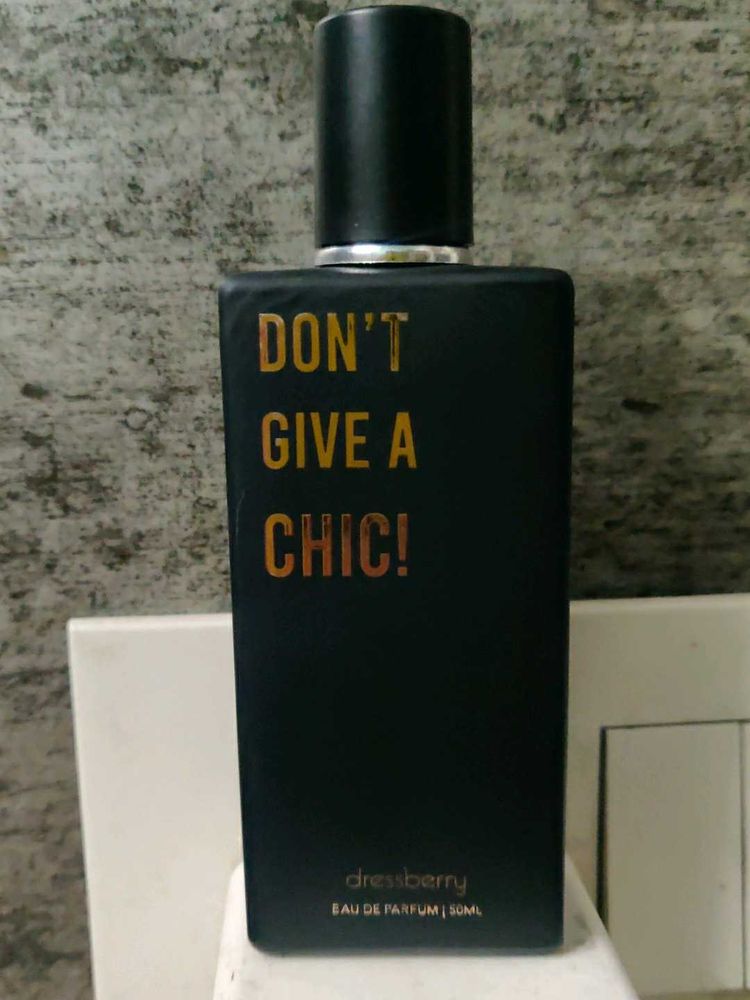 DON'T
GIVE A
CHIC!
dressberry
EAU DE PARFUM | 50ML